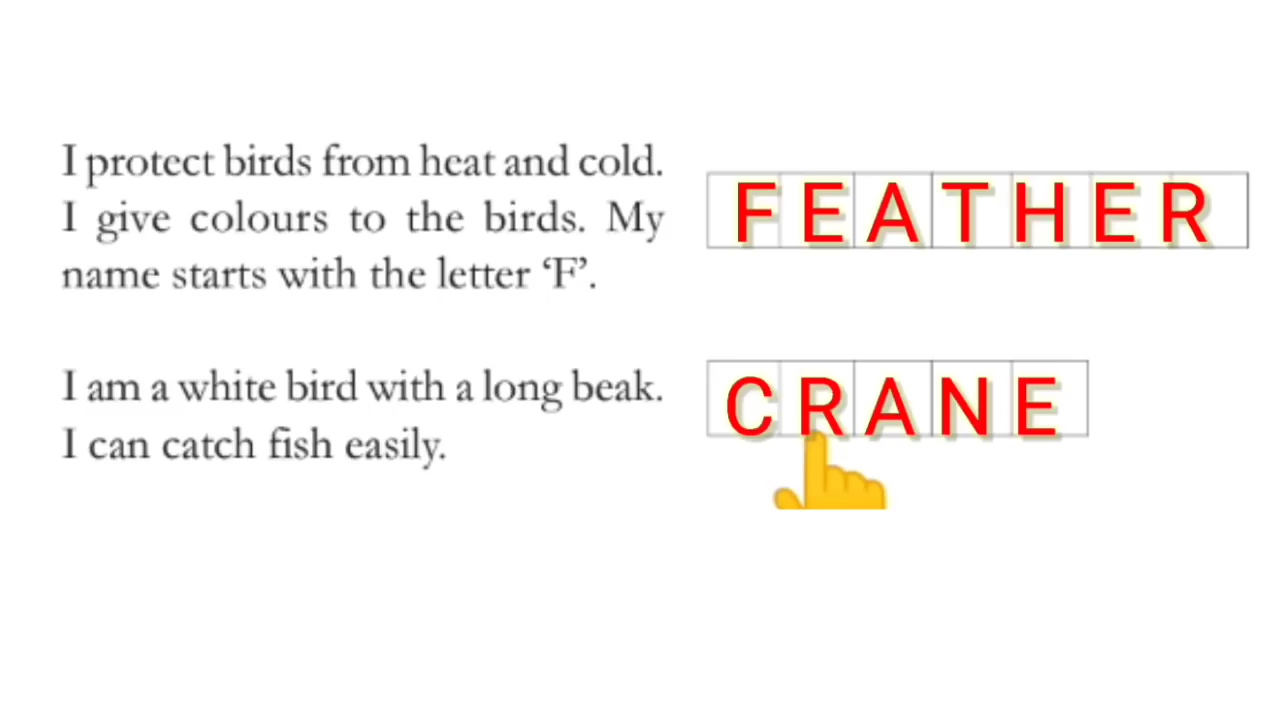 I protect birds from heat and cold.
I give colours to the birds. My
name starts with the letter ‘F’.
FEATHER
I am a white bird with a long beak.
I can catch fish easily.
CRANE